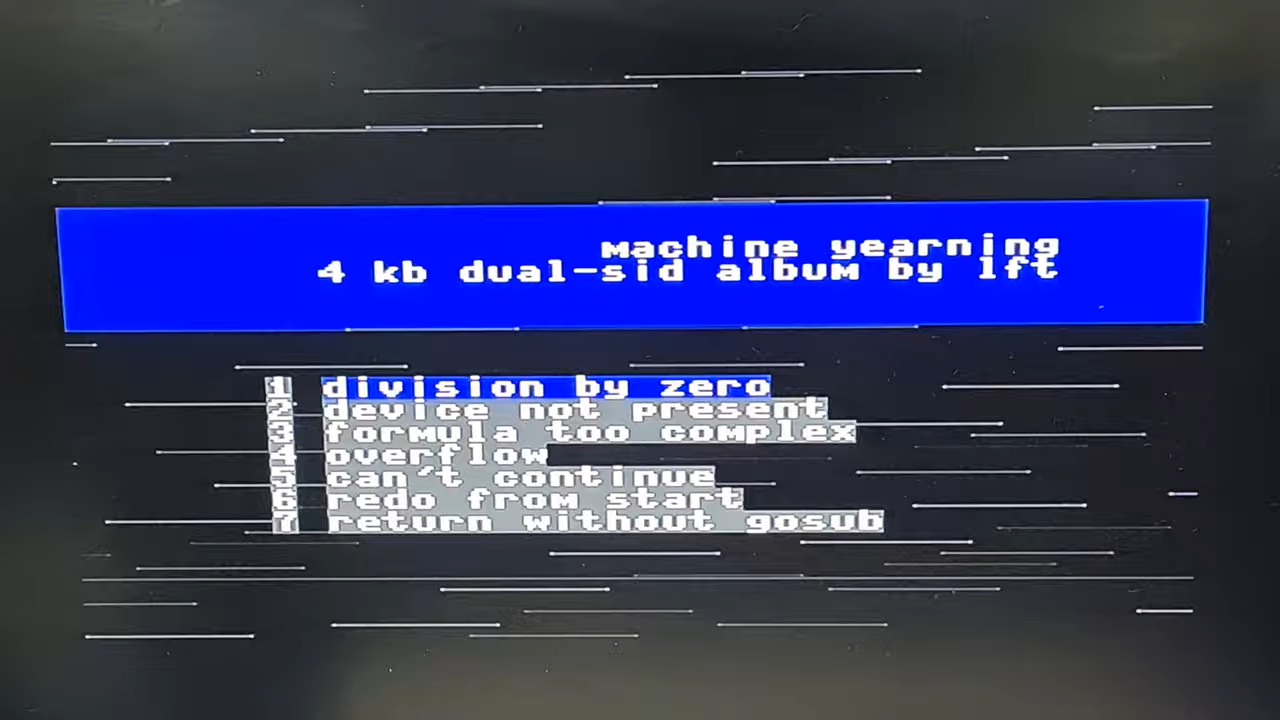 machine yearning
4 kb dual-sid album by lft
1 division by zero
2 device not present
3 formula too complex
4 overflow
5 can't continue
6 redo from start
7 return without gosub